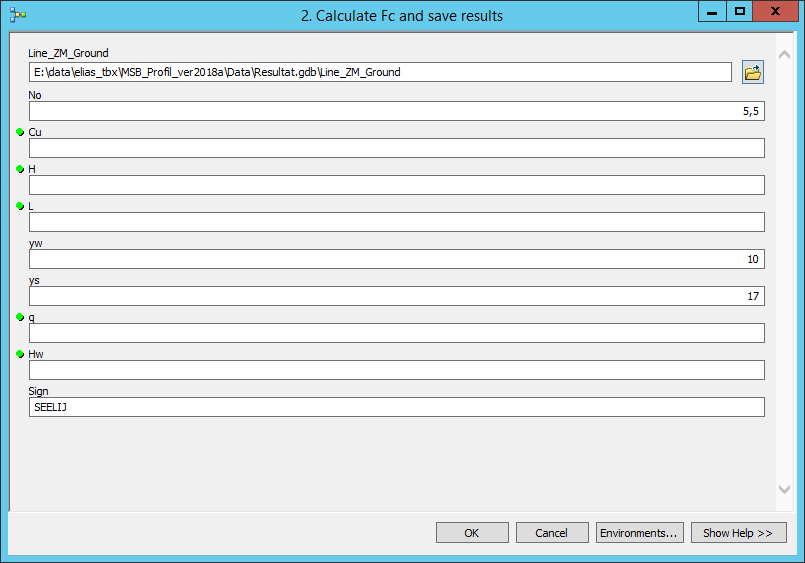 2. Calculate Fc and save results
Line_ZM_Ground
E:\data\elias_tbx\MSB_Profil_ver2018a\Data\Resultat.gdb\Line_ZM_Ground
No
5,5
Cu
H
L
yw
10
ys
17
q
Hw
Sign
SEELIJ
OK
Cancel
Environments...
Show Help >>